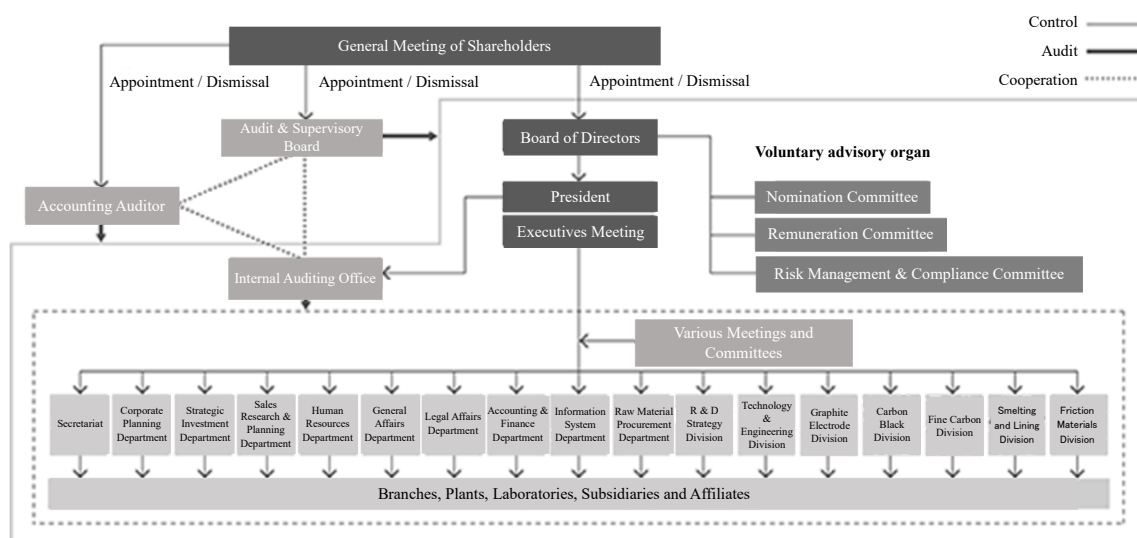 General Meeting of Shareholders
Control
Audit
Cooperation
Appointment / Dismissal
Appointment / Dismissal
Appointment / Dismissal
Audit & Supervisory
Board
Board of Directors
Voluntary advisory organ
Accounting Auditor
President
Nomination Committee
Executives Meeting
Remuneration Committee
Internal Auditing Office
Risk Management & Compliance Committee
Various Meetings and
Committees
Secretariat
Corporate
Planning
Department
Strategic
Investment
Department
Sales
Research &
Planning
Department
Human
Resources
Department
General
Affairs
Department
Legal Affairs
Department
Accounting &
Finance
Department
Information
System
Department
Raw Material
Procurement
Department
R & D
Strategy
Division
Technology
&
Engineering
Division
Graphite
Electrode
Division
Carbon
Black
Division
Fine Carbon
Division
Smelting
and Lining
Division
Friction
Materials
Division
Branches, Plants, Laboratories, Subsidiaries and Affiliates